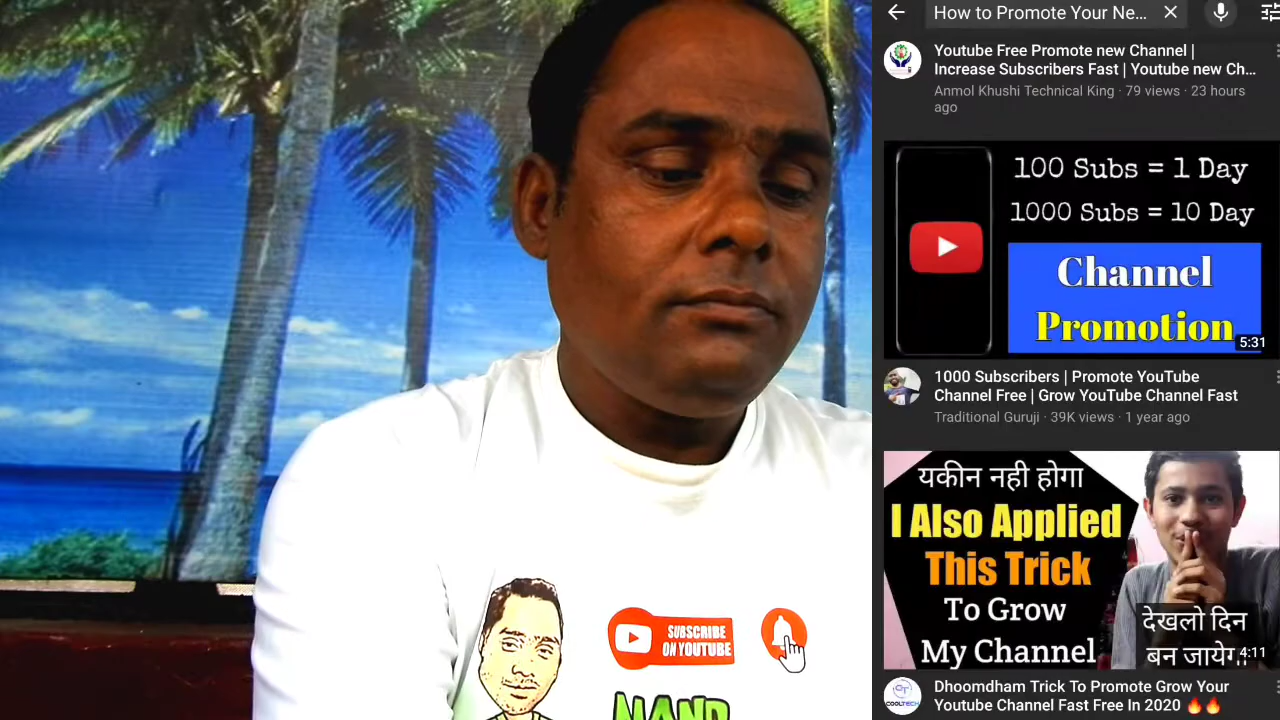 How to Promote Your Ne...
Youtube Free Promote new Channel |
Increase Subscribers Fast | Youtube new Ch...
Anmol Khushi Technical King · 79 views · 23 hours
ago
100 Subs = 1 Day
1000 Subs = 10 Day
Channel
Promotion
5:31
1000 Subscribers | Promote YouTube
Channel Free | Grow YouTube Channel Fast
Traditional Guruji · 39K views · 1 year ago
यकीन नही होगा
I Also Applied
This Trick
To Grow
My Channel
देखलो दिन
बन जायेगा
4:11
COOLTECH
Dhoomdham Trick To Promote Grow Your
Youtube Channel Fast Free In 2020 🔥🔥
SUBSCRIBE
ON YOUTUBE
NAND